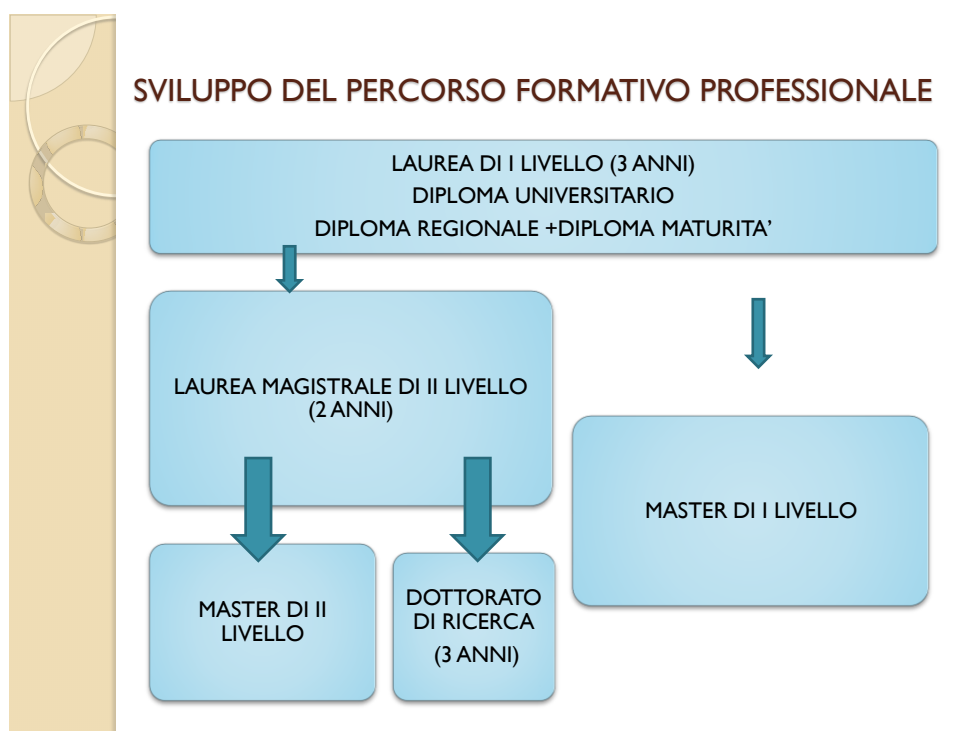 SVILUPPO DEL PERCORSO FORMATIVO PROFESSIONALE
LAUREA DI I LIVELLO (3 ANNI)
DIPLOMA UNIVERSITARIO
DIPLOMA REGIONALE +DIPLOMA MATURITA’
LAUREA MAGISTRALE DI II LIVELLO
(2 ANNI)
MASTER DI I LIVELLO
MASTER DI II
LIVELLO
DOTTORATO
DI RICERCA
(3 ANNI)